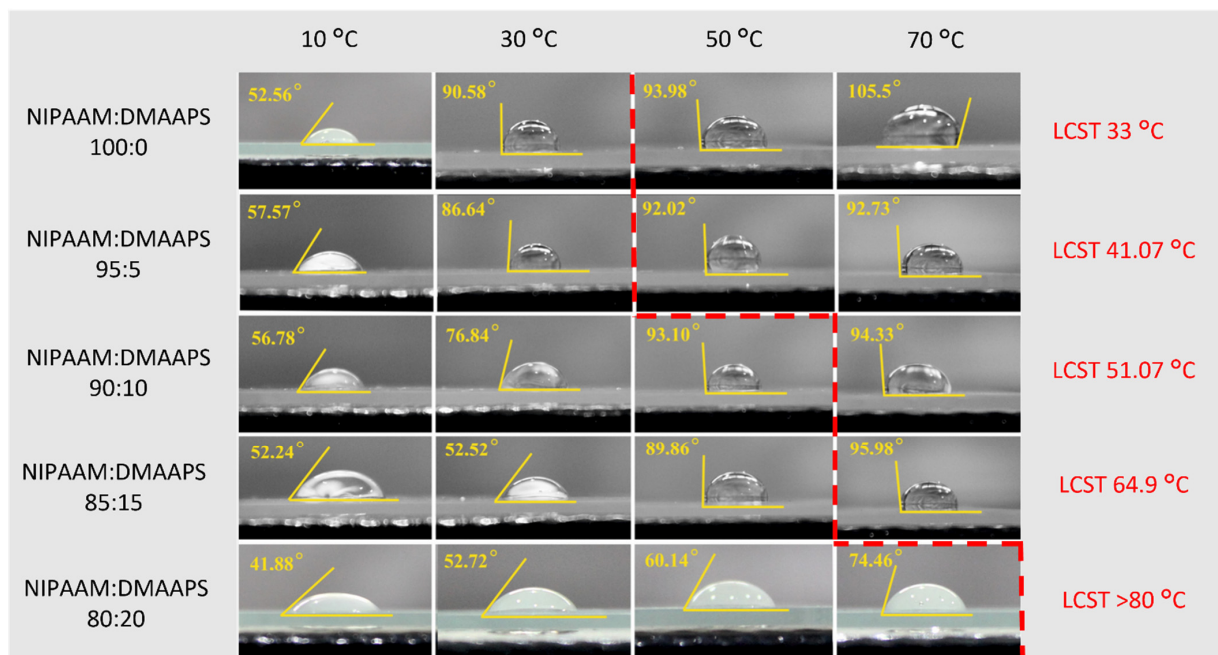 10 °C 30 °C 50 °C 70 °C
NIPAAM:DMAAPS
100:0
52.56° 90.58° 93.98° 105.5°
LCST 33 °C
NIPAAM:DMAAPS
95:5
57.57° 86.64° 92.02° 92.73°
LCST 41.07 °C
NIPAAM:DMAAPS
90:10
56.78° 76.84° 93.10° 94.33°
LCST 51.07 °C
NIPAAM:DMAAPS
85:15
52.24° 52.52° 89.86° 95.98°
LCST 64.9 °C
NIPAAM:DMAAPS
80:20
41.88° 52.72° 60.14° 74.46°
LCST >80 °C